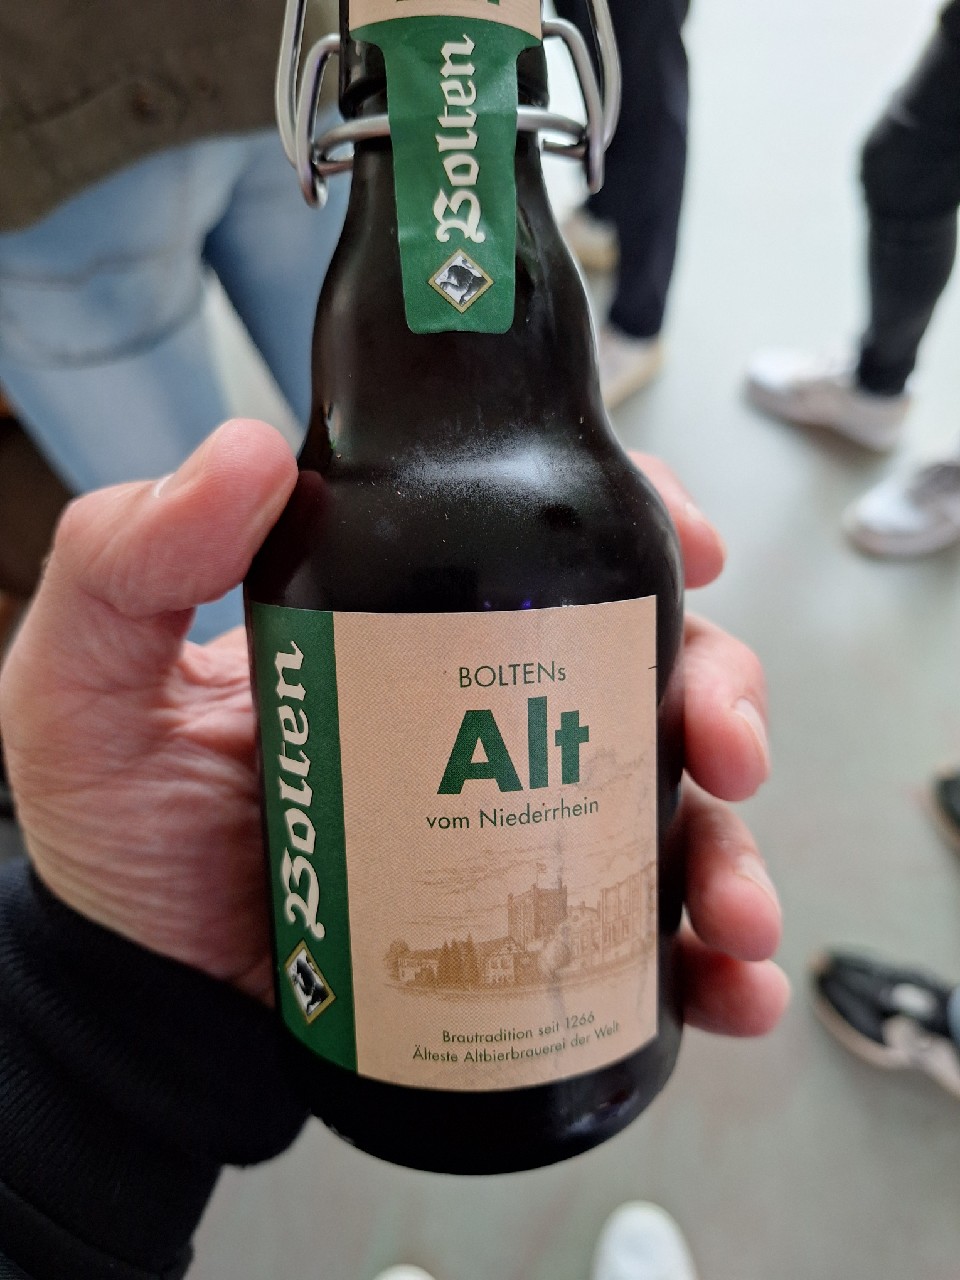 Bolten
Bolten
BOLTENs
Alt
vom Niederrhein
Brautradition seit 1266
Älteste Altbierbrauerei der Welt